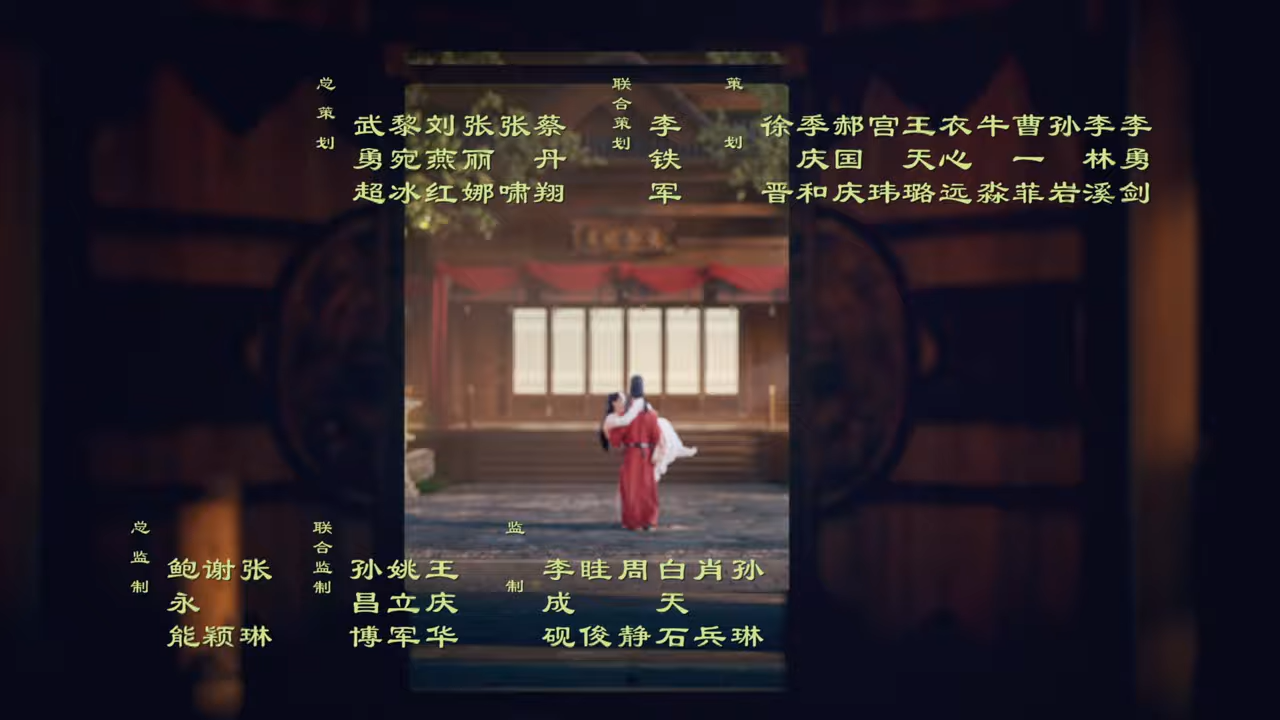 总策划
武勇超
黎宛冰
刘燕红
张丽娜
张啸
蔡丹翔
联合策划
李铁军
策划
徐晋
季庆和
郝国庆
宫玮
王天璐
衣心远
牛淼
曹一菲
孙岩
李林溪
李勇剑
总监制
鲍永能
谢颖
张琳
联合监制
孙昌博
姚立军
王庆华
监制
李成砚
眭俊
周静
白天石
肖兵
孙琳